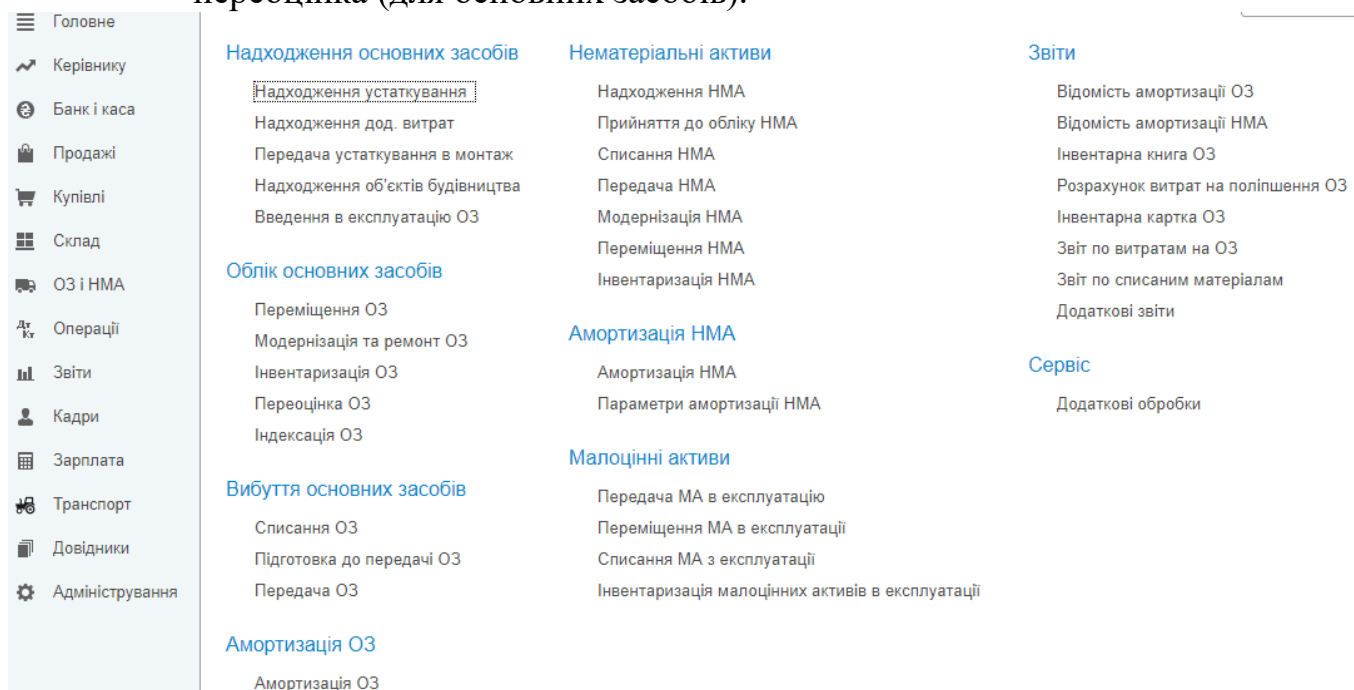 переоцінка (для основних засобів).
Головне
Керівнику
Банк і каса
Продажі
Купівлі
Склад
ОЗ і НМА
Операції
Звіти
Кадри
Зарплата
Транспорт
Довідники
Адміністрування
Надходження основних засобів
Надходження устаткування
Надходження дод. витрат
Передача устаткування в монтаж
Надходження об'єктів будівництва
Введення в експлуатацію ОЗ
Облік основних засобів
Переміщення ОЗ
Модернізація та ремонт ОЗ
Інвентаризація ОЗ
Переоцінка ОЗ
Індексація ОЗ
Вибуття основних засобів
Списання ОЗ
Підготовка до передачі ОЗ
Передача ОЗ
Амортизація ОЗ
Амортизація ОЗ
Нематеріальні активи
Надходження НМА
Прийняття до обліку НМА
Списання НМА
Передача НМА
Модернізація НМА
Переміщення НМА
Інвентаризація НМА
Амортизація НМА
Амортизація НМА
Параметри амортизації НМА
Малоцінні активи
Передача МА в експлуатацію
Переміщення МА в експлуатації
Списання МА з експлуатації
Інвентаризація малоцінних активів в експлуатації
Звіти
Відомість амортизації ОЗ
Відомість амортизації НМА
Інвентарна книга ОЗ
Розрахунок витрат на поліпшення ОЗ
Інвентарна картка ОЗ
Звіт по витратам на ОЗ
Звіт по списаним матеріалам
Додаткові звіти
Сервіс
Додаткові обробки